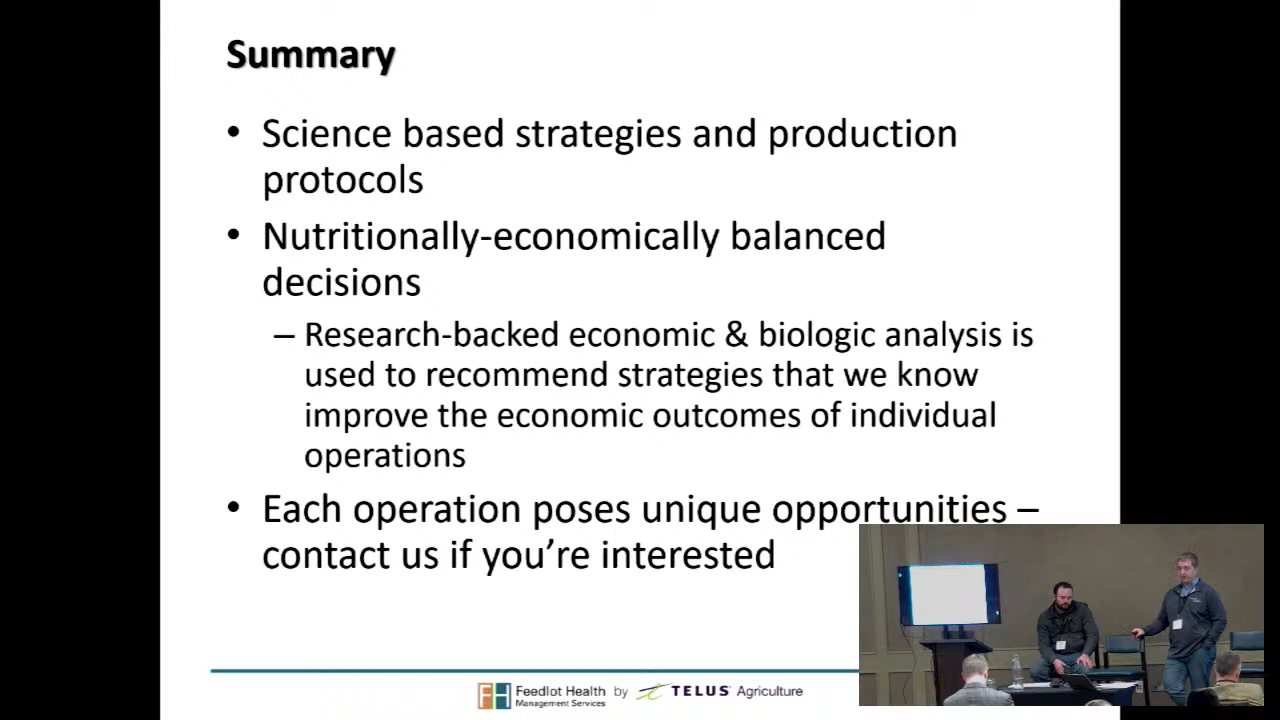 Summary
• Science based strategies and production
protocols
• Nutritionally-economically balanced
decisions
– Research-backed economic & biologic analysis is
used to recommend strategies that we know
improve the economic outcomes of individual
operations
• Each operation poses unique opportunities –
contact us if you're interested
FH Feedlot Health by TELUS Agriculture
Management Services